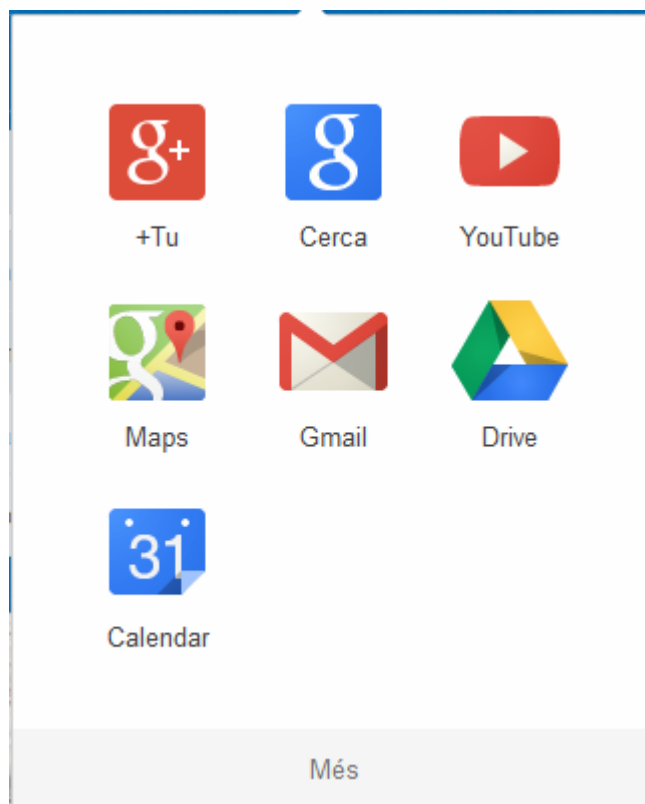 g+
g
+Tu
Cerca
YouTube
g
Maps
Gmail
Drive
31
Calendar
Més